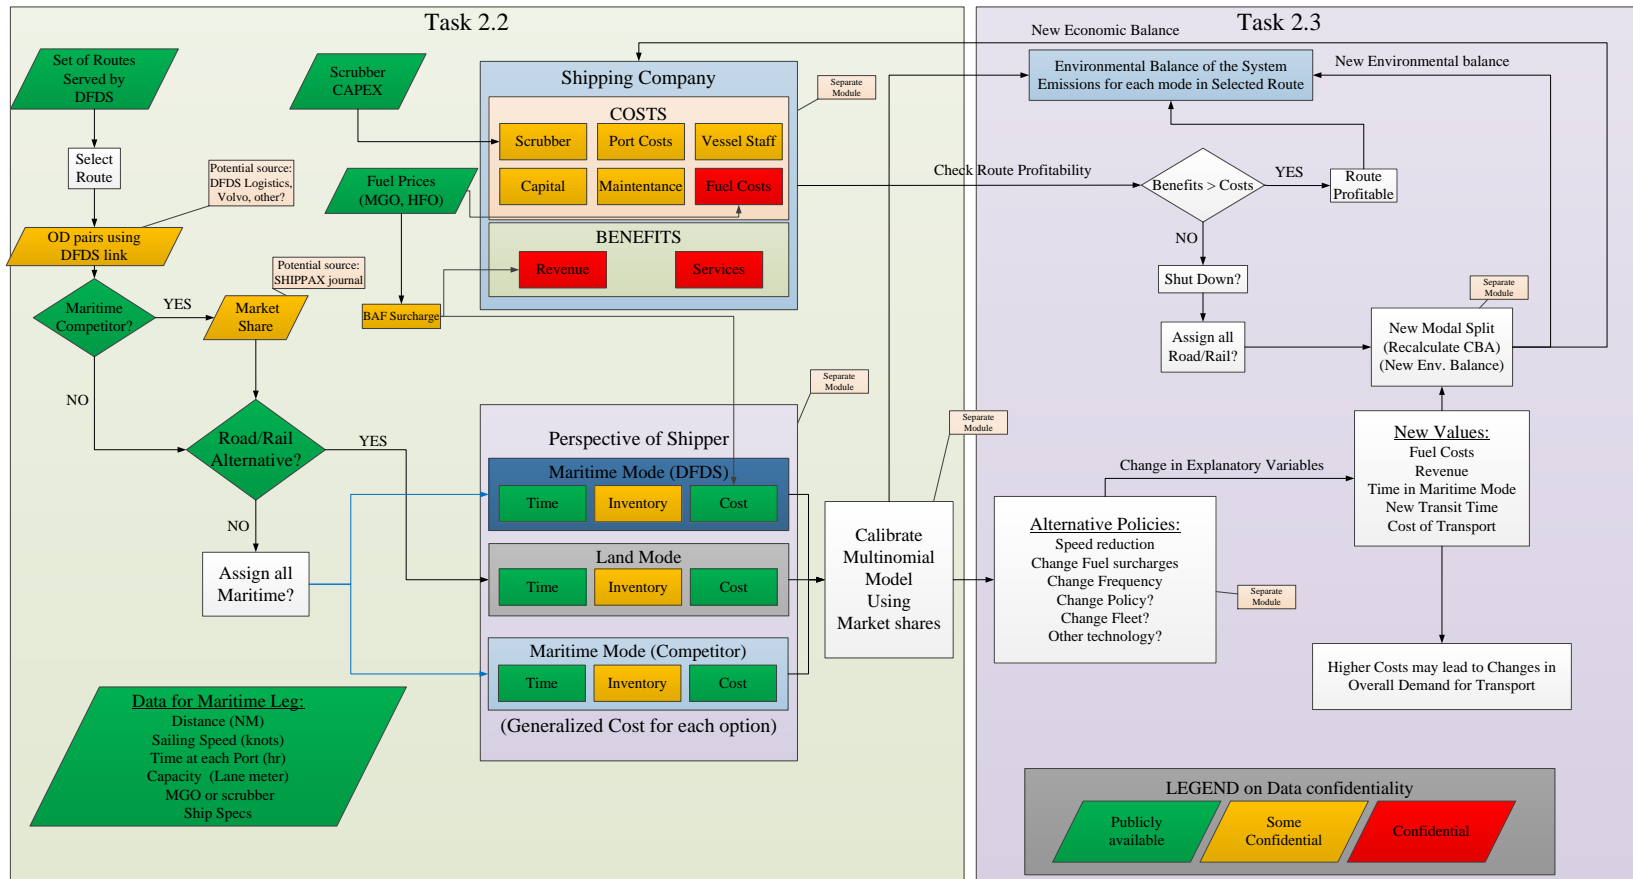 Task 2.2
Set of Routes
Served by
DFDS
Scrubber
CAPEX
Select
Route
Potential source:
DFDS Logistics,
Volvo, other?
OD pairs using
DFDS link
Fuel Prices
(MGO, HFO)
Potential source:
SHIPPAX journal
Maritime
Competitor?
YES
Market
Share
BAF Surcharge
NO
Road/Rail
Alternative?
YES
NO
Assign all
Maritime?
Data for Maritime Leg:
Distance (NM)
Sailing Speed (knots)
Time at each Port (hr)
Capacity (Lane meter)
MGO or scrubber
Ship Specs
Shipping Company
Separate
Module
COSTS
Scrubber
Port Costs
Vessel Staff
Capital
Maintentance
Fuel Costs
BENEFITS
Revenue
Services
Separate
Module
Perspective of Shipper
Maritime Mode (DFDS)
Time
Inventory
Cost
Land Mode
Time
Inventory
Cost
Maritime Mode (Competitor)
Time
Inventory
Cost
(Generalized Cost for each option)
Separate
Module
Calibrate
Multinomial
Model
Using
Market shares
Task 2.3
New Economic Balance
Environmental Balance of the System
Emissions for each mode in Selected Route
New Environmental balance
Check Route Profitability
Benefits > Costs
YES
Route
Profitable
NO
Shut Down?
Assign all
Road/Rail?
Separate
Module
New Modal Split
(Recalculate CBA)
(New Env. Balance)
New Values:
Fuel Costs
Revenue
Time in Maritime Mode
New Transit Time
Cost of Transport
Change in Explanatory Variables
Alternative Policies:
Speed reduction
Change Fuel surcharges
Change Frequency
Change Policy?
Change Fleet?
Other technology?
Separate
Module
Higher Costs may lead to Changes in
Overall Demand for Transport
LEGEND on Data confidentiality
Publicly
available
Some
Confidential
Confidential